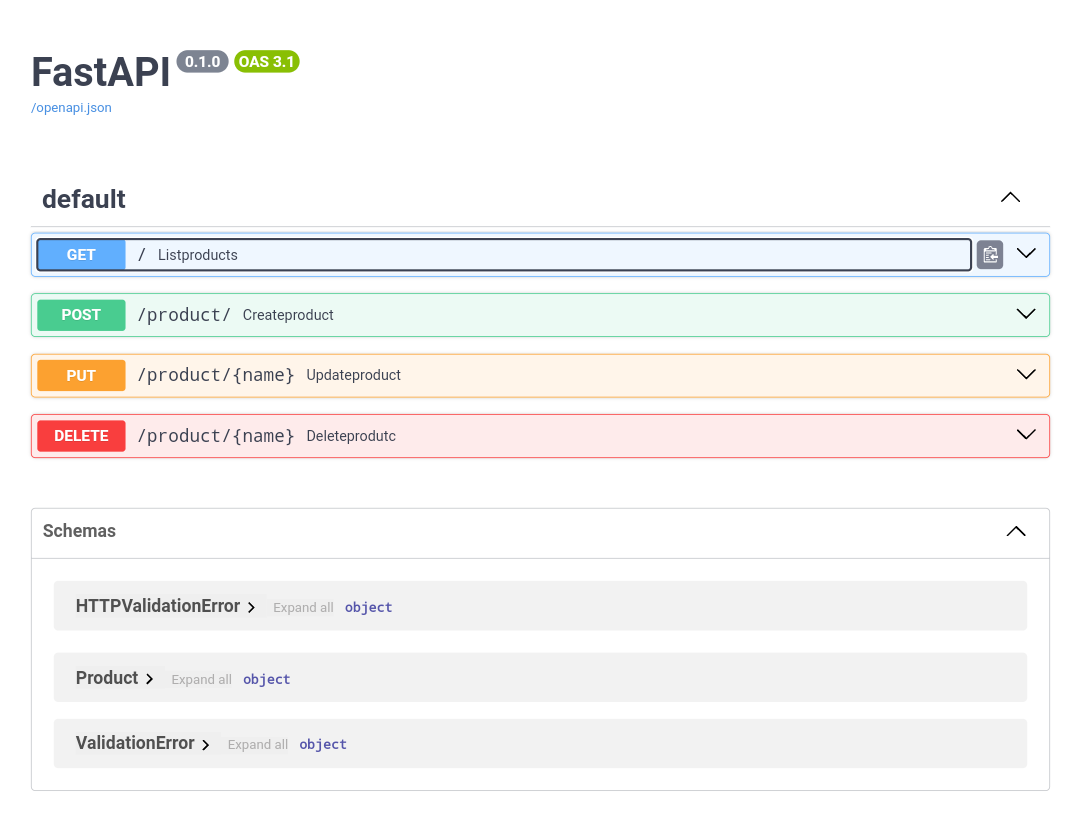 FastAPI 0.1.0 OAS 3.1
/openapi.json
default
GET / Listproducts
POST /product/ Createproduct
PUT /product/{name} Updateproduct
DELETE /product/{name} Deleteprodutc
Schemas
HTTPValidationError Expand all object
Product Expand all object
ValidationError Expand all object